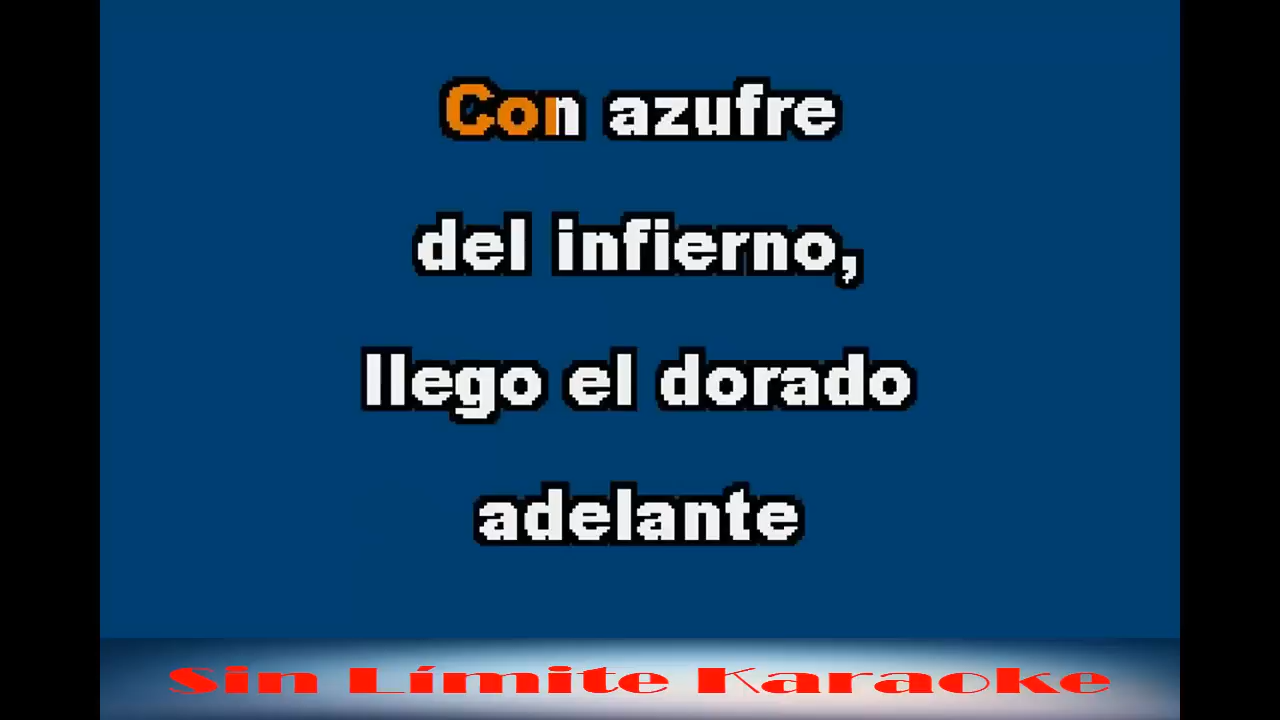 Con azufre
del infierno,
llego el dorado
adelante
Sin Límite Karaoke